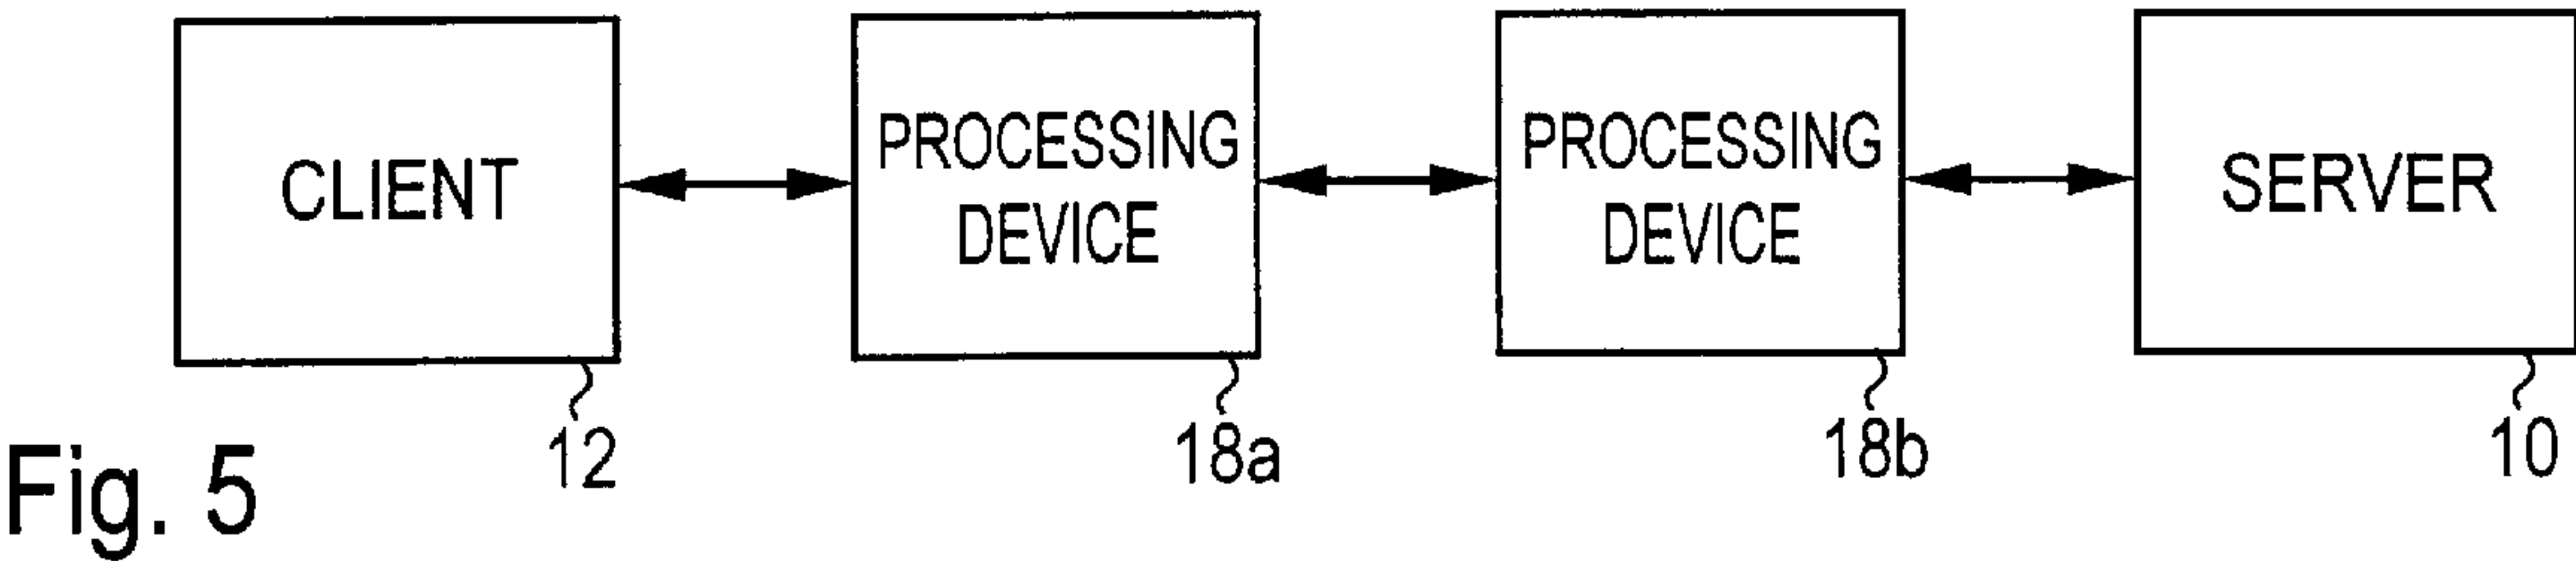 CLIENT
PROCESSING
DEVICE
PROCESSING
DEVICE
SERVER
12
18a
18b
10
Fig. 5